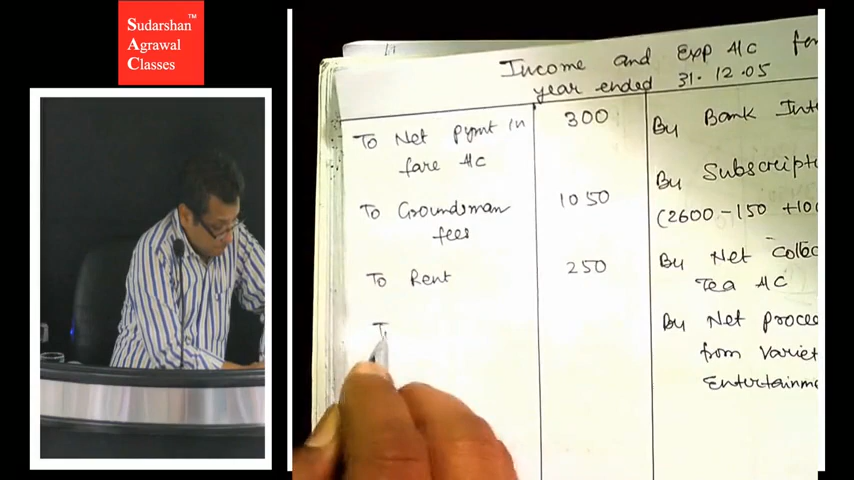 Sudarshan™
Agrawal
Classes
Income and Exp A/c for
year ended 31.12.05
To Net Pymt in 300
fare A/c
To Groundsman 1050
fees
To Rent 250
T
By Bank Int
By Subscripti
(2600-150 +10
By Net Collec
Tea A/c
By Net Procee
from Variet
Entertainm